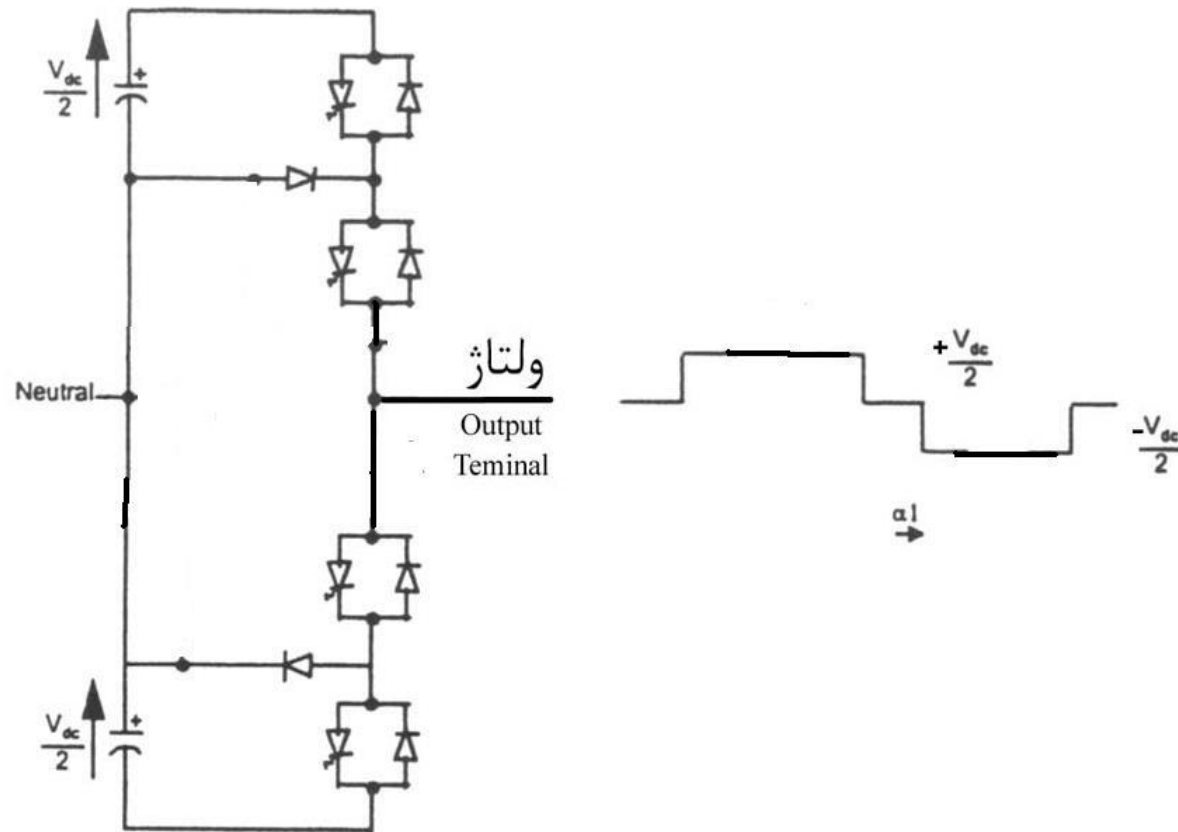 V_dc
2
+
Neutral
ولتاژ
Output
Teminal
+V_dc
2
-V_dc
2
α1
V_dc
2
+